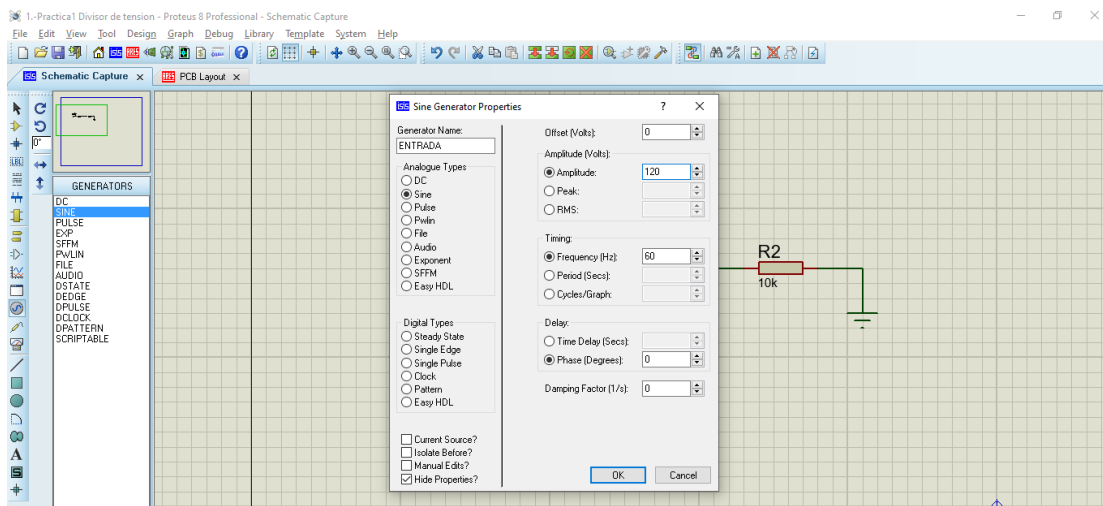 1.-Practica1 Divisor de tension - Proteus 8 Professional - Schematic Capture
File Edit View Tool Design Graph Debug Library Template System Help
Schematic Capture x
PCB Layout x
0°
GENERATORS
DC
SINE
PULSE
EXP
SFFM
PWLIN
FILE
AUDIO
DSTATE
DEDGE
DPULSE
DCLOCK
DPATTERN
SCRIPTABLE
ISIS Sine Generator Properties ? X
Generator Name:
ENTRADA
Analogue Types
DC
Sine
Pulse
Pwlin
File
Audio
Exponent
SFFM
Easy HDL
Digital Types
Steady State
Single Edge
Single Pulse
Clock
Pattern
Easy HDL
Current Source?
Isolate Before?
Manual Edits?
Hide Properties?
Offset (Volts): 0
Amplitude (Volts):
Amplitude: 120
Peak:
RMS:
Timing:
Frequency (Hz): 60
Period (Secs):
Cycles/Graph:
Delay:
Time Delay (Secs):
Phase (Degrees): 0
Damping Factor (1/s): 0
OK Cancel
R2
10k